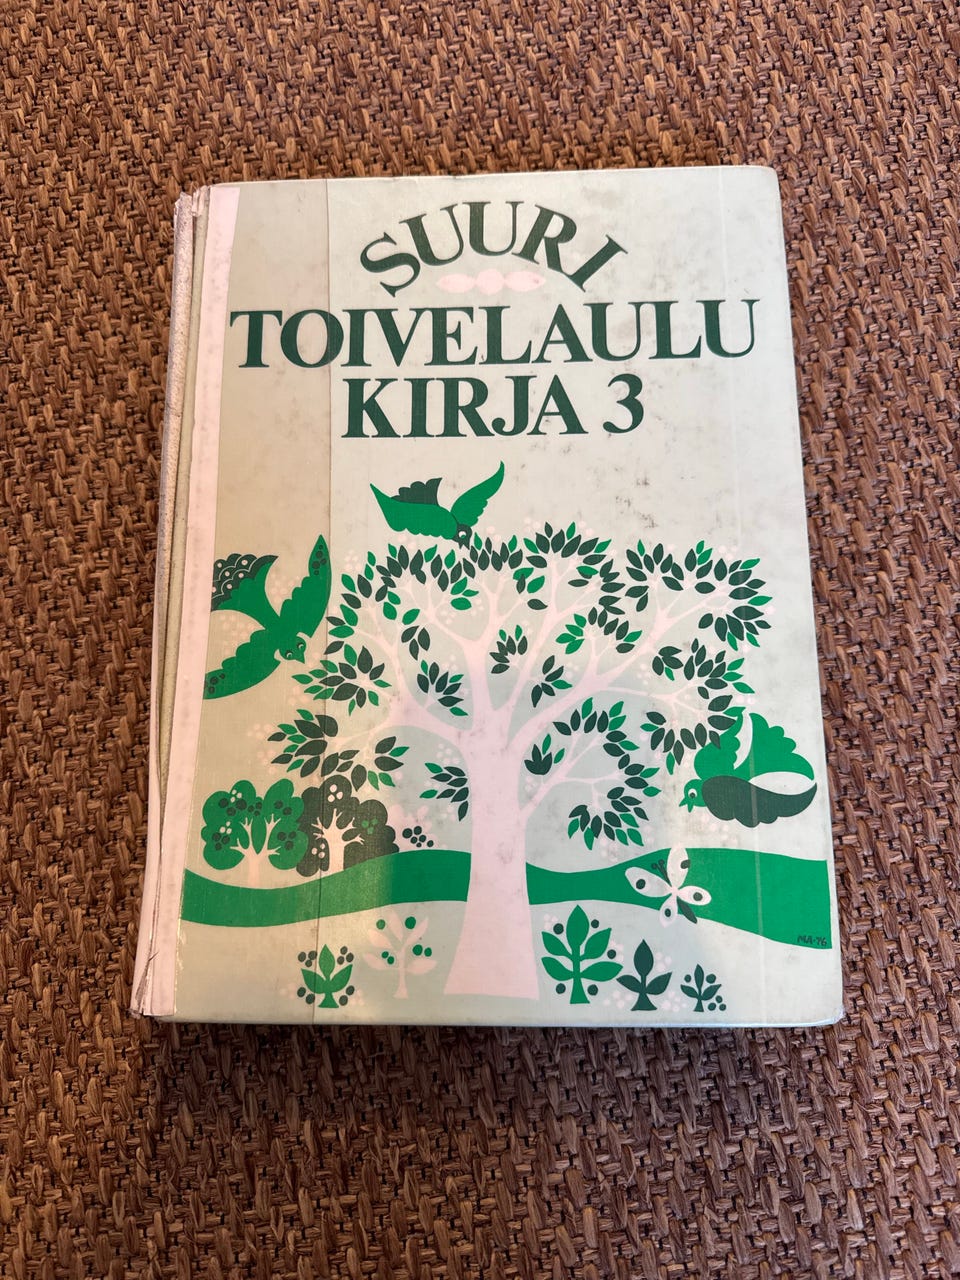 SUURI
TOIVELAULU
KIRJA 3
MA-76